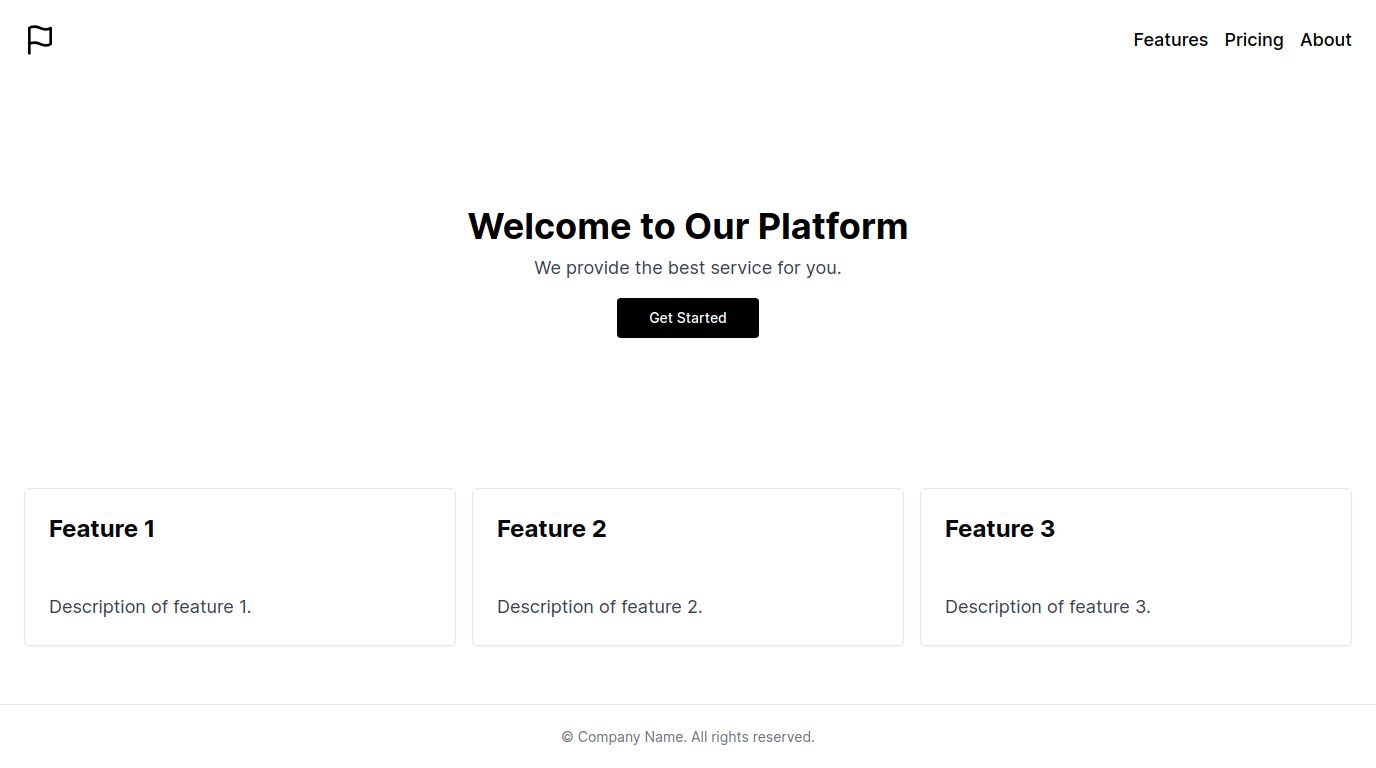 Features Pricing About
Welcome to Our Platform
We provide the best service for you.
Get Started
Feature 1
Description of feature 1.
Feature 2
Description of feature 2.
Feature 3
Description of feature 3.
© Company Name. All rights reserved.